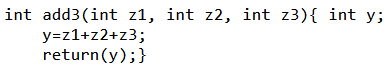 int add3(int z1, int z2, int z3){ int y;
    y=z1+z2+z3;
    return(y);}